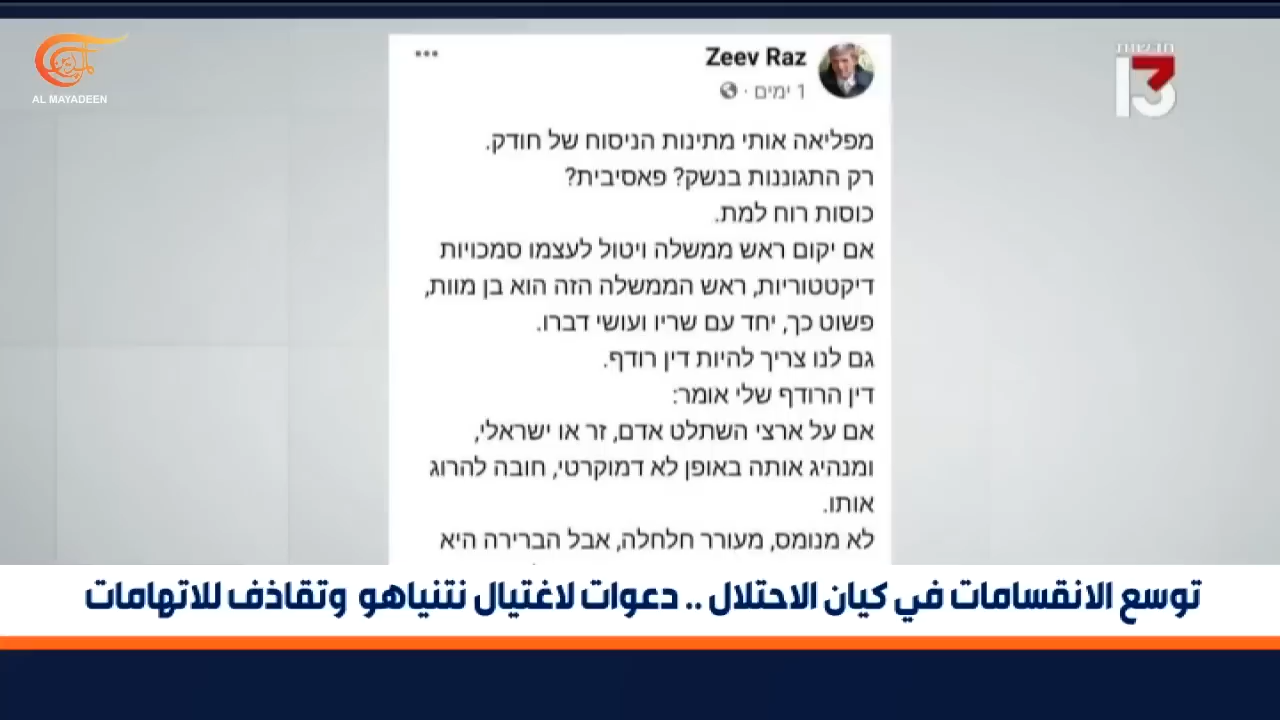 AL MAYADEEN
חדשות
13
Zeev Raz
1 ימים ·
מפליאה אותי מתינות הניסוח של חודק.
רק התגוננות בנשק? פאסיבית?
כוסות רוח למת.
אם יקום ראש ממשלה ויטול לעצמו סמכויות
דיקטטוריות, ראש הממשלה הזה הוא בן מוות,
פשוט כך, יחד עם שריו ועושי דברו.
גם לנו צריך להיות דין רודף.
דין הרודף שלי אומר:
אם על ארצי השתלט אדם, זר או ישראלי,
ומנהיג אותה באופן לא דמוקרטי, חובה להרוג
אותו.
לא מנומס, מעורר חלחלה, אבל הברירה היא
توسع الانقسامات في كيان الاحتلال .. دعوات لاغتيال نتنياهو وتقاذف للاتهامات